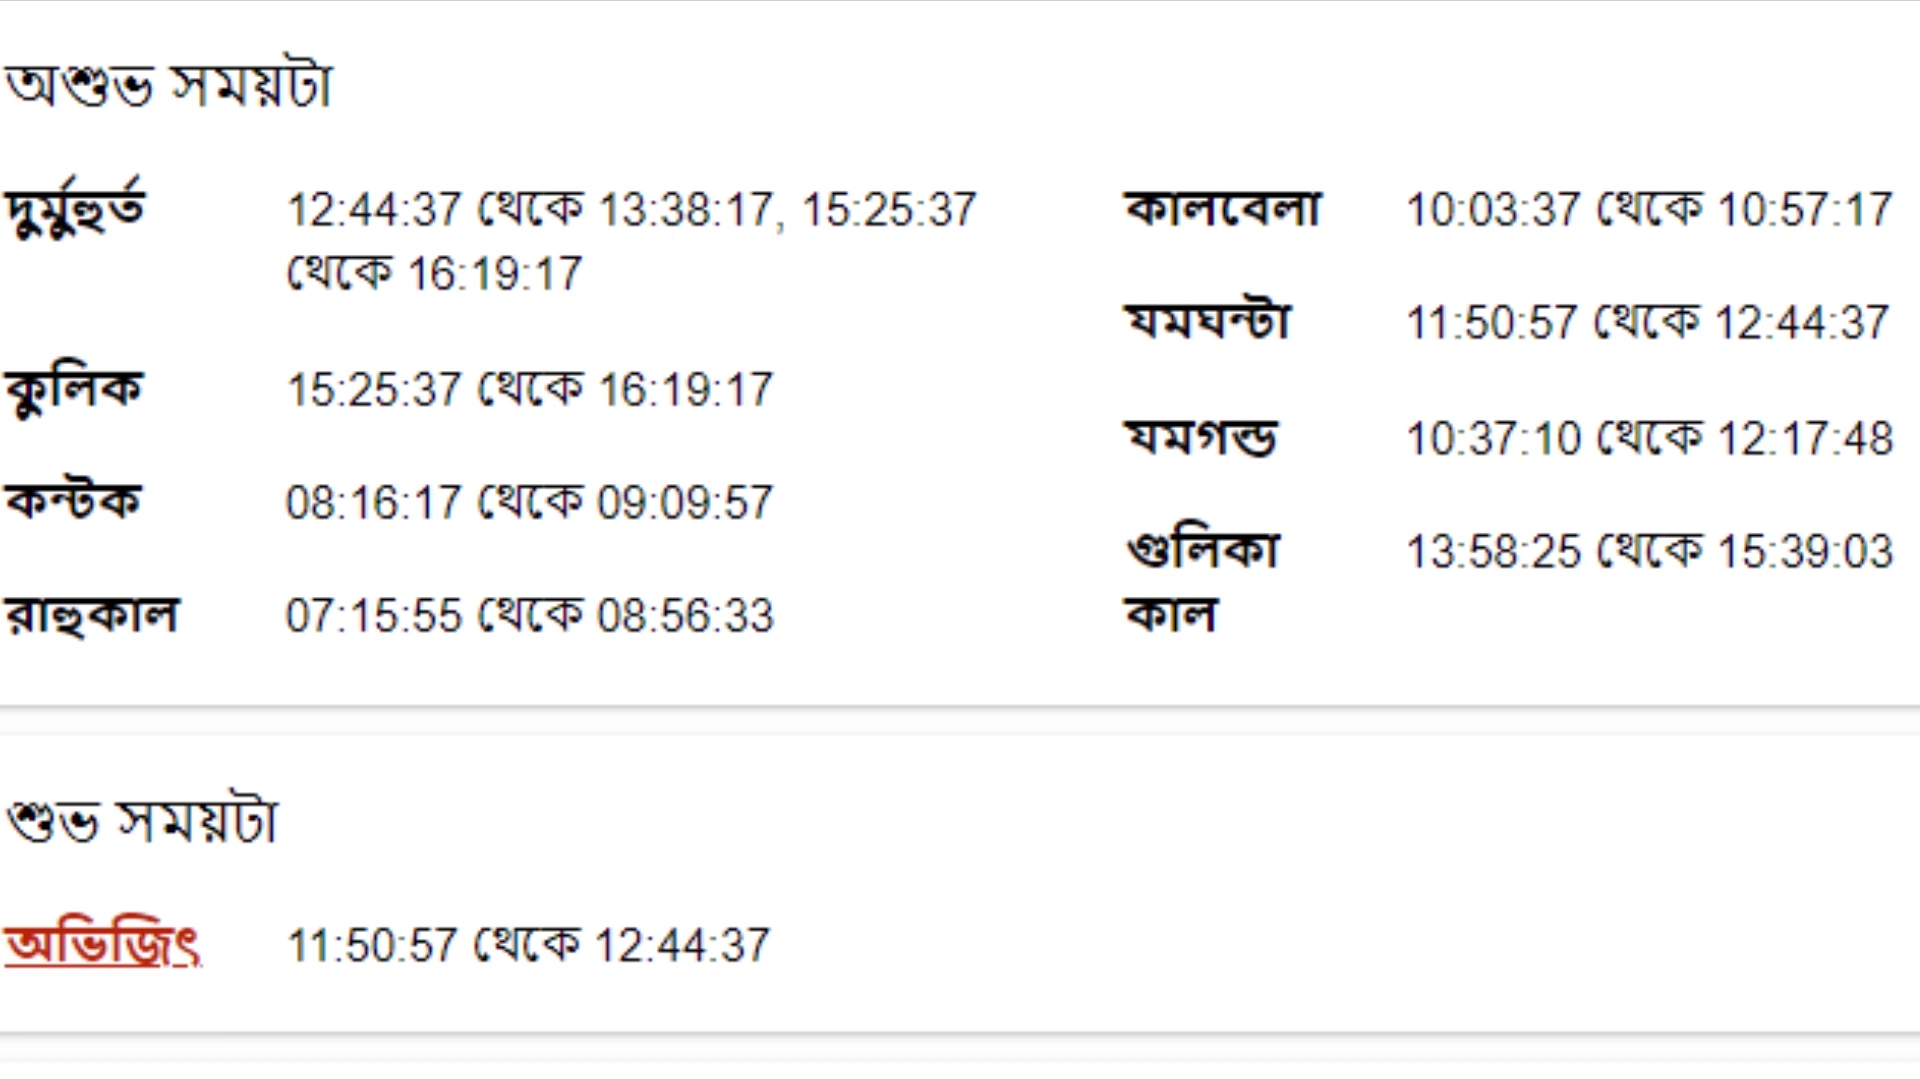 অশুভ সময়টা
দুর্মুহুর্ত 12:44:37 থেকে 13:38:17, 15:25:37
থেকে 16:19:17
কুলিক 15:25:37 থেকে 16:19:17
কন্টক 08:16:17 থেকে 09:09:57
রাহুকাল 07:15:55 থেকে 08:56:33
কালবেলা 10:03:37 থেকে 10:57:17
যমঘন্টা 11:50:57 থেকে 12:44:37
যমগন্ড 10:37:10 থেকে 12:17:48
গুলিকা 13:58:25 থেকে 15:39:03
কাল
শুভ সময়টা
অভিজিৎ 11:50:57 থেকে 12:44:37